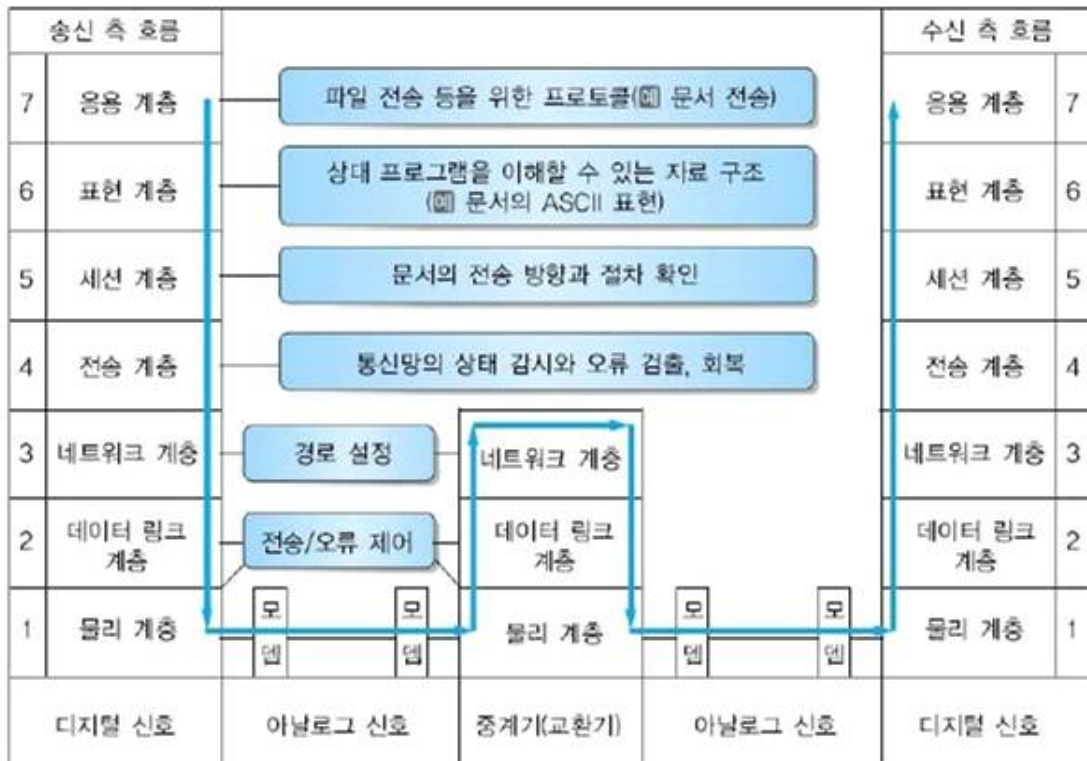 송신 측 흐름
수신 측 흐름
7 응용 계층
파일 전송 등을 위한 프로토콜(예 문서 전송)
응용 계층 7
6 표현 계층
상대 프로그램을 이해할 수 있는 자료 구조
(예 문서의 ASCII 표현)
표현 계층 6
5 세션 계층
문서의 전송 방향과 절차 확인
세션 계층 5
4 전송 계층
통신망의 상태 감시와 오류 검출, 회복
전송 계층 4
3 네트워크 계층
경로 설정
네트워크 계층
네트워크 계층 3
2 데이터 링크
계층
전송/오류 제어
데이터 링크
계층
데이터 링크
계층 2
1 물리 계층
모
뎀
모
뎀
물리 계층
모
뎀
모
뎀
물리 계층 1
디지털 신호
아날로그 신호
중계기(교환기)
아날로그 신호
디지털 신호